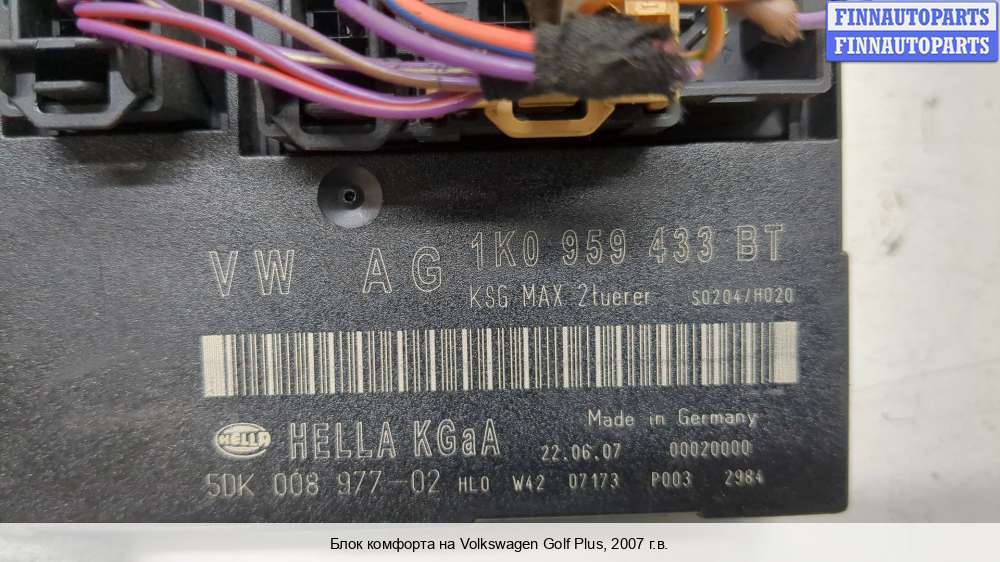 FINNAUTOPARTS
FINNAUTOPARTS
VW AG 1K0 959 433 BT
KSG MAX 2tuerer S0204/H020
Made in Germany
HELLA HELLA KGaA 22.06.07 00020000
5DK 008 977-02 HL0 W42 07173 P003 2984
Блок комфорта на Volkswagen Golf Plus, 2007 г.в.